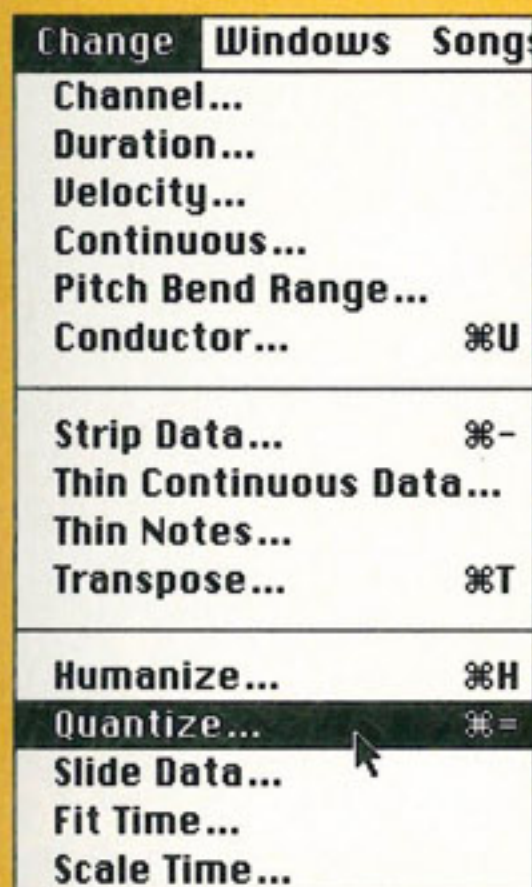 Change Windows Songs
Channel...
Duration...
Velocity...
Continuous...
Pitch Bend Range...
Conductor... ⌘U
Strip Data... ⌘-
Thin Continuous Data...
Thin Notes...
Transpose... ⌘T
Humanize... ⌘H
Quantize... ⌘=
Slide Data...
Fit Time...
Scale Time...